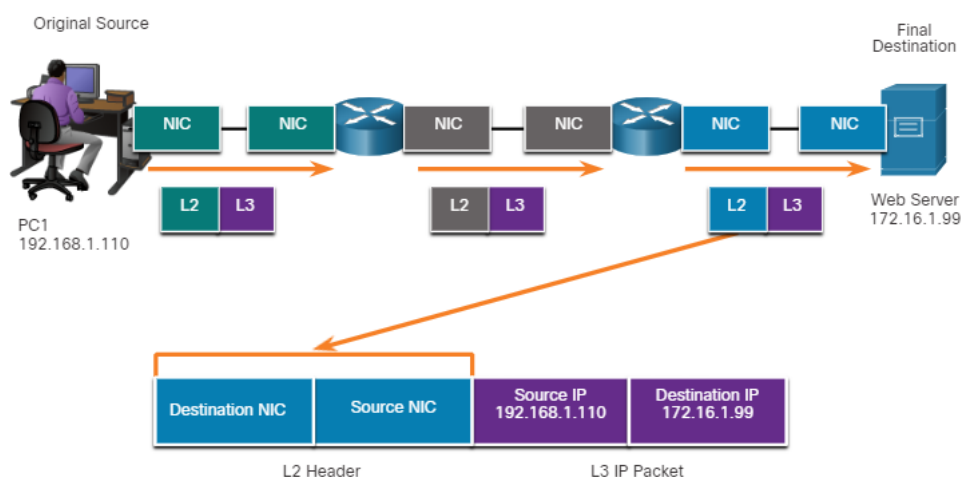 Original Source
Final
Destination
NIC
NIC
NIC
NIC
NIC
NIC
L2 L3
L2 L3
L2 L3
PC1
192.168.1.110
Web Server
172.16.1.99
Destination NIC
Source NIC
Source IP
192.168.1.110
Destination IP
172.16.1.99
L2 Header
L3 IP Packet